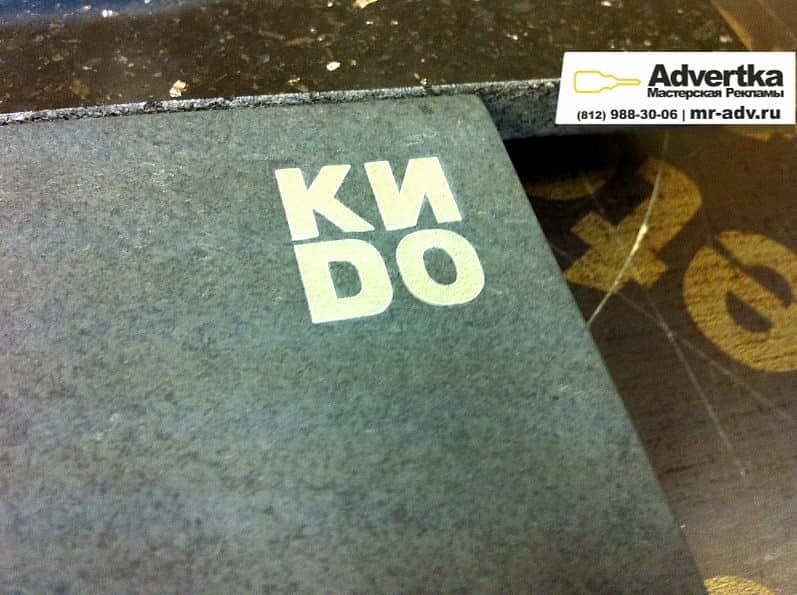 КИ
DO
Advertka
Мастерская Рекламы
(812) 988-30-06 | mr-adv.ru